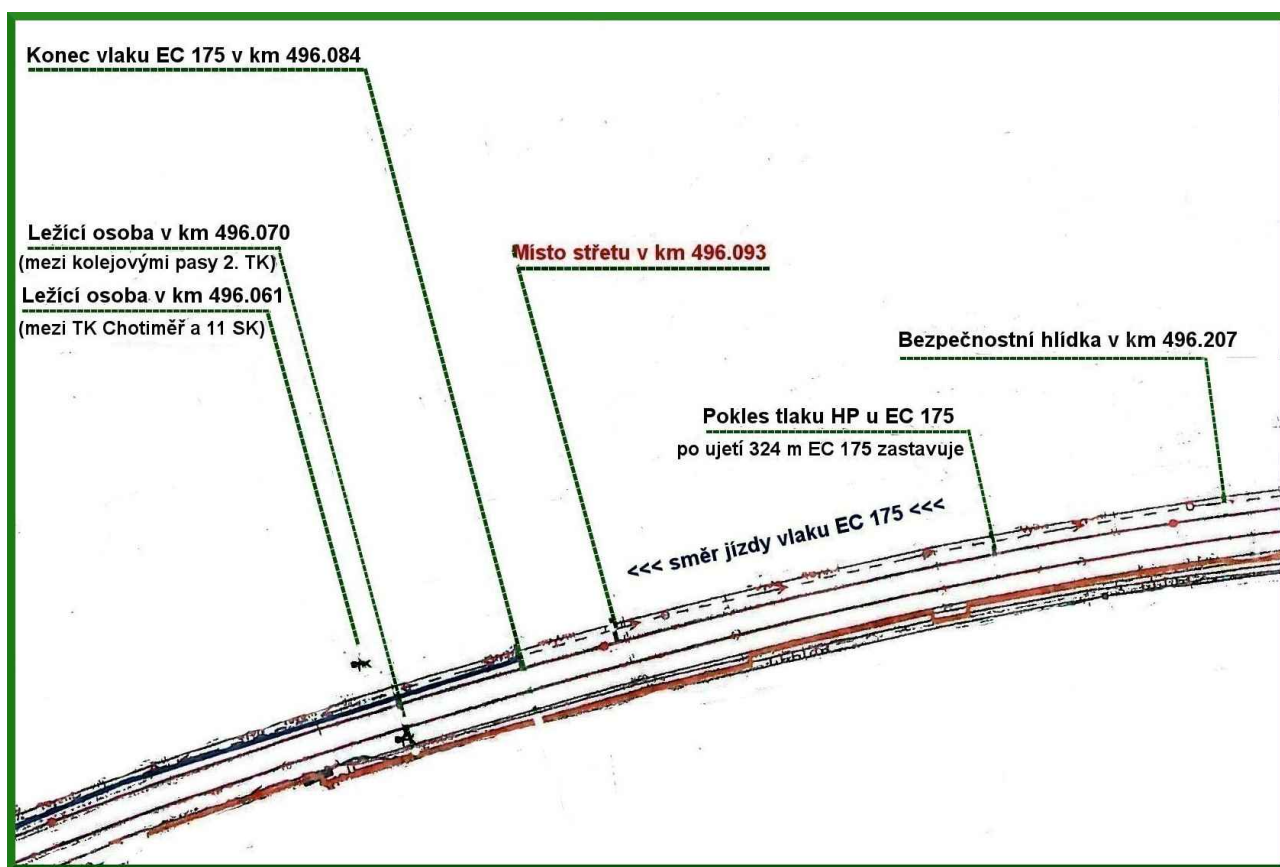 Konec vlaku EC 175 v km 496.084
Ležící osoba v km 496.070
(mezi kolejovými pasy 2. TK)
Místo střetu v km 496.093
Ležící osoba v km 496.061
(mezi TK Chotiměř a 11 SK)
Bezpečnostní hlídka v km 496.207
Pokles tlaku HP u EC 175
po ujetí 324 m EC 175 zastavuje
<<< směr jízdy vlaku EC 175 <<<